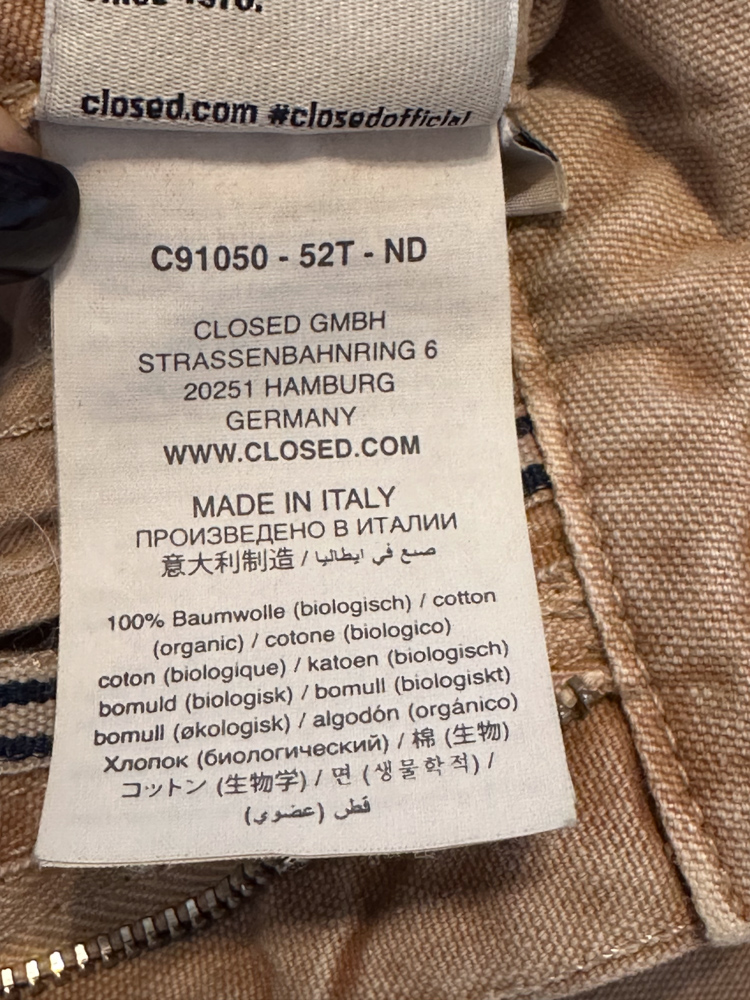 since 1978.
closed.com #closedofficial
C91050 - 52T - ND
CLOSED GMBH
STRASSENBAHNRING 6
20251 HAMBURG
GERMANY
WWW.CLOSED.COM
MADE IN ITALY
ПРОИЗВЕДЕНО В ИТАЛИИ
意大利制造 / صنع في ايطاليا
100% Baumwolle (biologisch) / cotton
(organic) / cotone (biologico)
coton (biologique) / katoen (biologisch)
bomuld (biologisk) / bomull (biologiskt)
bomull (økologisk) / algodón (orgánico)
Хлопок (биологический) / 棉 (生物)
コットン (生物学) / 면 (생물학적) /
قطن (عضوي)